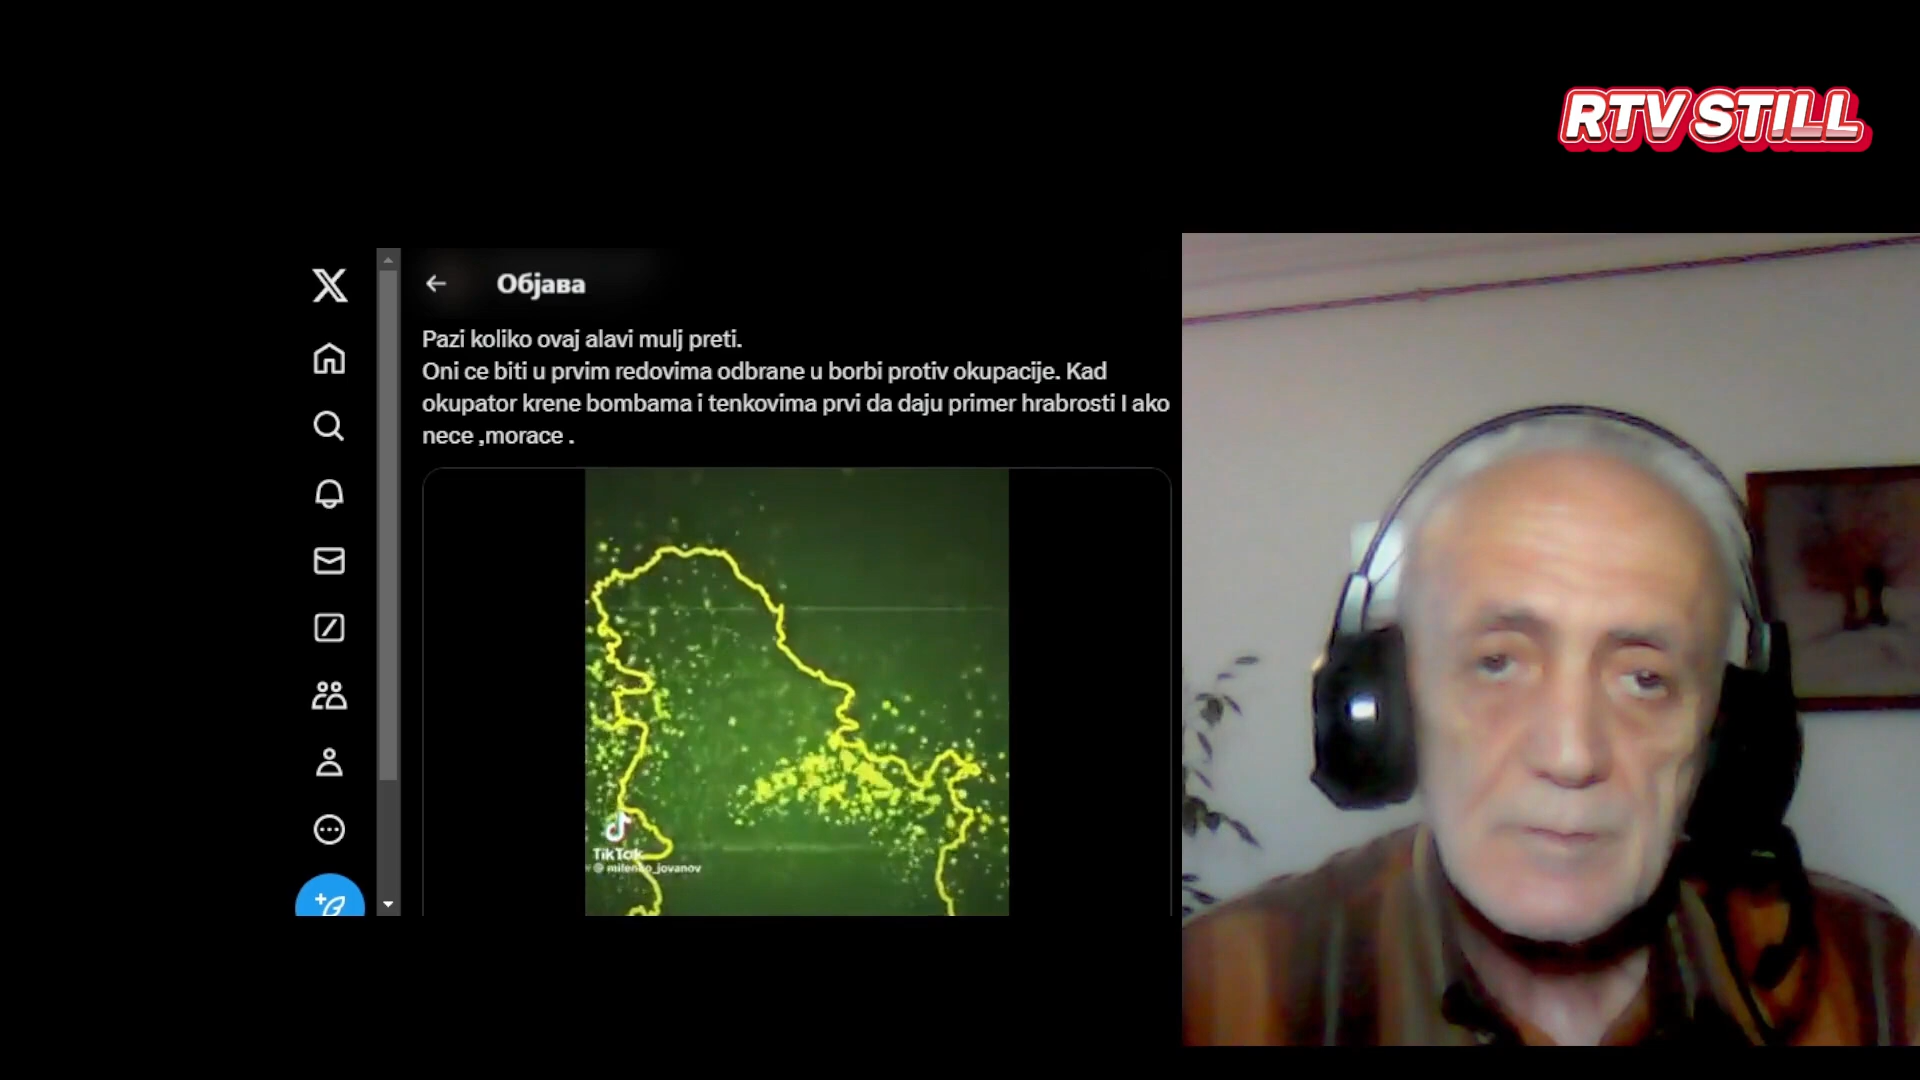 RTV STILL
Објава
Pazi koliko ovaj alavi mulj preti.
Oni ce biti u prvim redovima odbrane u borbi protiv okupacije. Kad
okupator krene bombama i tenkovima prvi da daju primer hrabrosti I ako
nece ,morace .
TikTok
@ milenko_jovanov